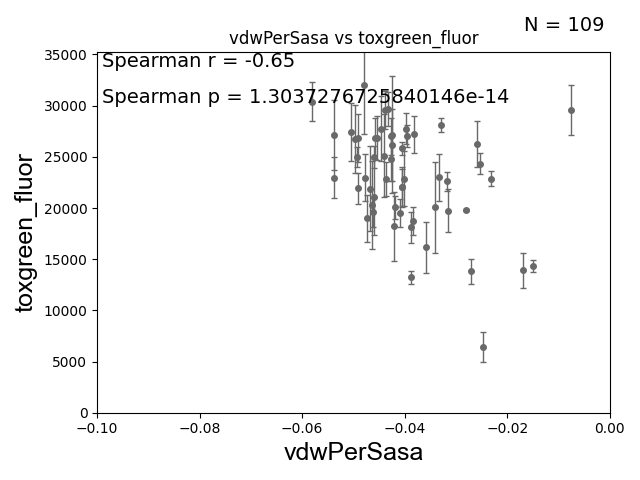 N = 109
vdwPerSasa vs toxgreen_fluor
Spearman r = -0.65
Spearman p = 1.3037276725840146e-14
35000
30000
25000
20000
15000
10000
5000
0
toxgreen_fluor
-0.10 -0.08 -0.06 -0.04 -0.02 0.00
vdwPerSasa